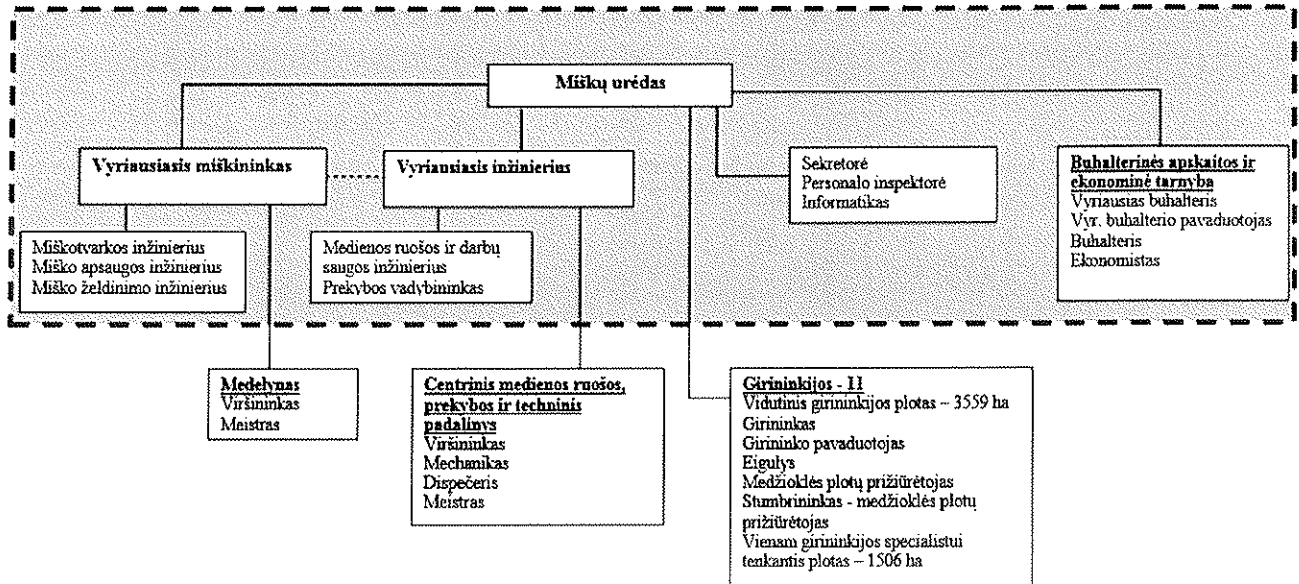 Miškų urėdas
Vyriausiasis miškininkas
Vyriausiasis inžinierius
Sekretorė
Personalo inspektorė
Informatikas
Buhalterinės apskaitos ir
ekonominė tarnyba
Vyriausias buhalteris
Vyr. buhalterio pavaduotojas
Buhalteris
Ekonomistas
Miškotvarkos inžinierius
Miško apsaugos inžinierius
Miško želdinimo inžinierius
Medienos ruošos ir darbų
saugos inžinierius
Prekybos vadybininkas
Medelynas
Viršininkas
Meistras
Centrinis medienos ruošos,
prekybos ir techninis
padalinys
Viršininkas
Mechanikas
Dispečeris
Meistras
Girininkijos - 11
Vidutinis girininkijos plotas – 3559 ha
Girininkas
Girininko pavaduotojas
Eigulys
Medžioklės plotų prižiūrėtojas
Stumbrininkas - medžioklės plotų
prižiūrėtojas
Vienam girininkijos specialistui
tenkantis plotas – 1506 ha